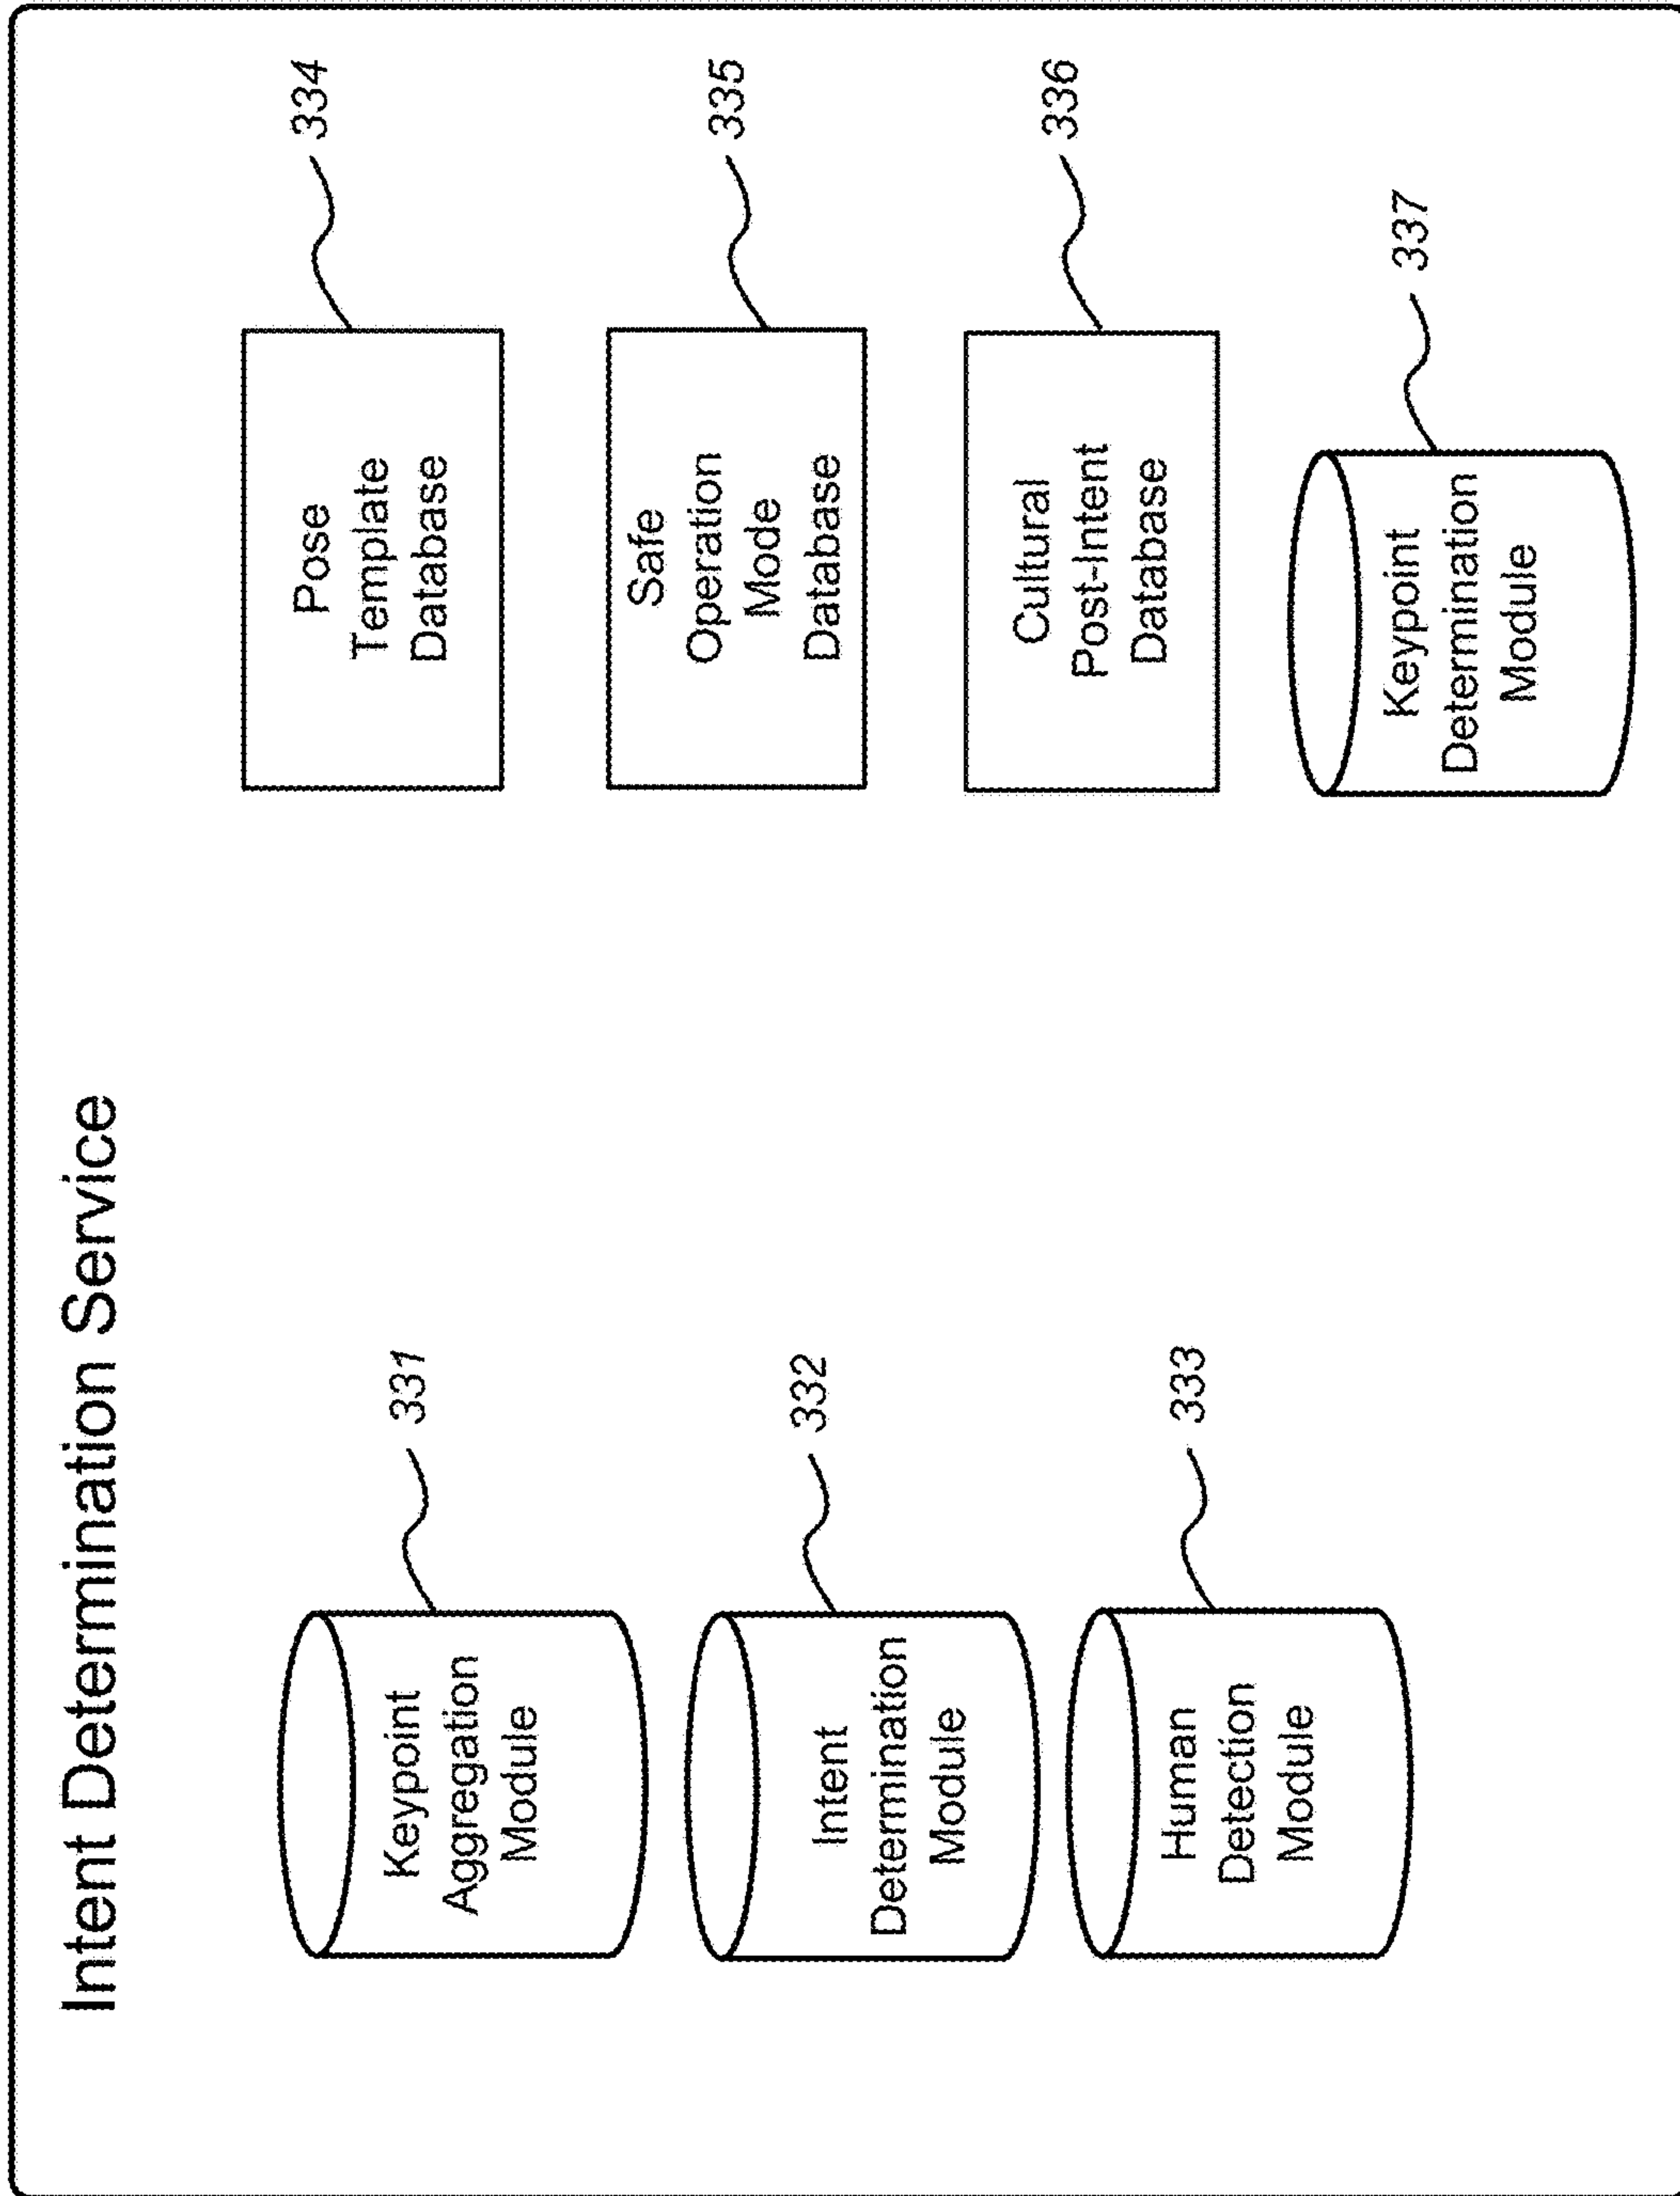 Intent Determination Service
Keypoint
Aggregation
Module
331
Intent
Determination
Module
332
Human
Detection
Module
333
Pose
Template
Database
334
Safe
Operation
Mode
Database
335
Cultural
Post-Intent
Database
336
Keypoint
Determination
Module
337